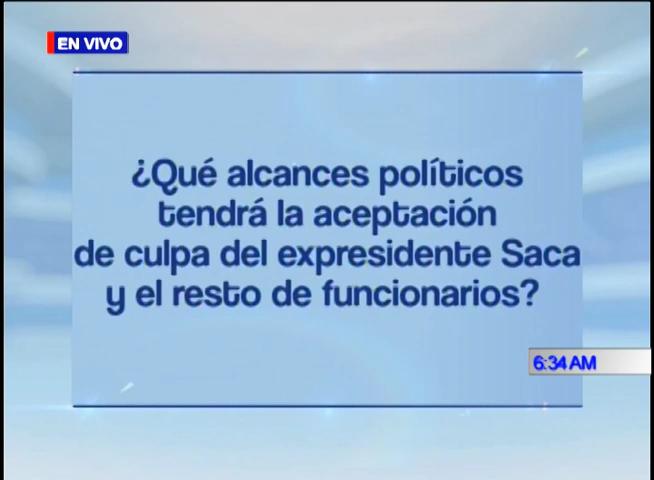 EN VIVO
¿Qué alcances políticos
tendrá la aceptación
de culpa del expresidente Saca
y el resto de funcionarios?
6:34 AM